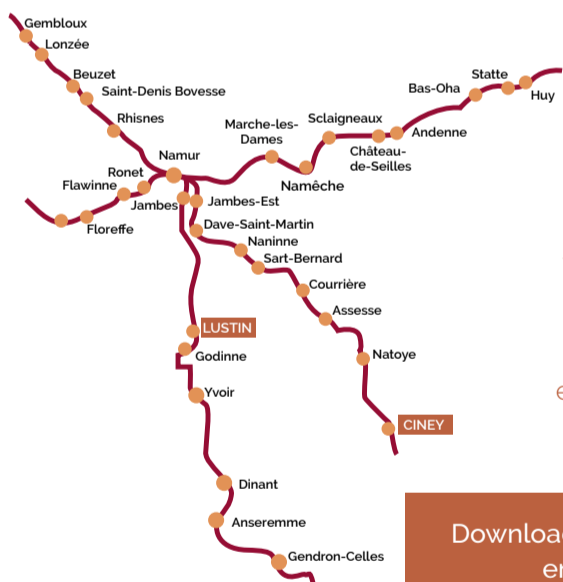 Gembloux
Lonzée
Beuzet
Saint-Denis Bovesse
Rhisnes
Namur
Ronet
Flawinne
Floreffe
Jambes
Jambes-Est
Marche-les-
Dames
Namêche
Sclaigneaux
Château-
de-Seilles
Andenne
Bas-Oha
Statte
Huy
Dave-Saint-Martin
Naninne
Sart-Bernard
Courrière
Assesse
Natoye
CINEY
LUSTIN
Godinne
Yvoir
Dinant
Anseremme
Gendron-Celles
e
Download
en